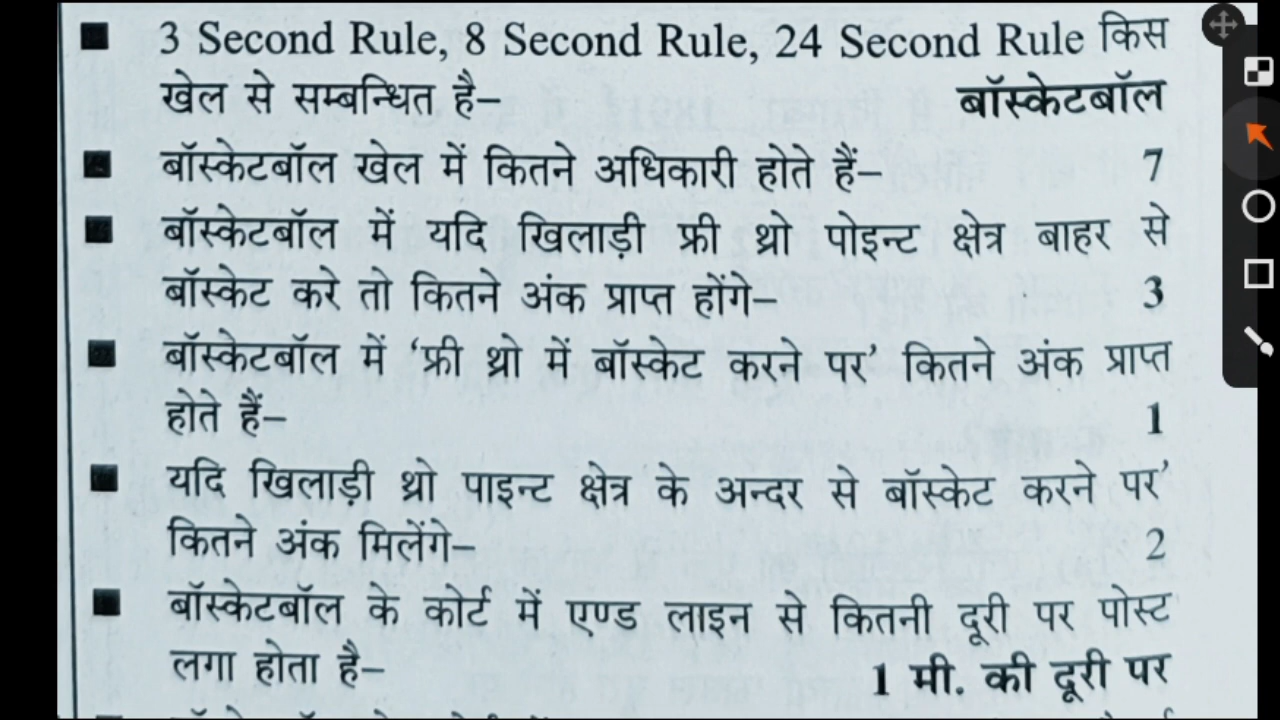 ■ 3 Second Rule, 8 Second Rule, 24 Second Rule किस
खेल से सम्बन्धित है– बॉस्केटबॉल
■ बॉस्केटबॉल खेल में कितने अधिकारी होते हैं– 7
■ बॉस्केटबॉल में यदि खिलाड़ी फ्री थ्रो पोइन्ट क्षेत्र बाहर से
बॉस्केट करे तो कितने अंक प्राप्त होंगे– 3
■ बॉस्केटबॉल में ‘फ्री थ्रो में बॉस्केट करने पर’ कितने अंक प्राप्त
होते हैं– 1
■ यदि खिलाड़ी थ्रो पाइन्ट क्षेत्र के अन्दर से बॉस्केट करने पर’
कितने अंक मिलेंगे– 2
■ बॉस्केटबॉल के कोर्ट में एण्ड लाइन से कितनी दूरी पर पोस्ट
लगा होता है– 1 मी. की दूरी पर